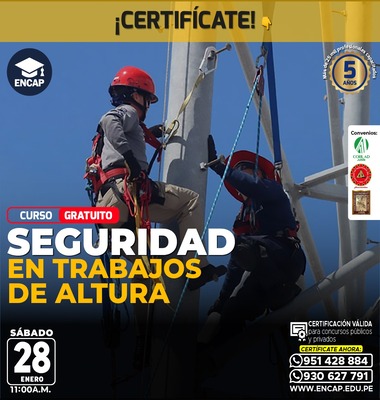 ¡CERTIFÍCATE!
ENCAP
5
AÑOS
Convenios:
CURSO GRATUITO
SEGURIDAD
EN TRABAJOS
DE ALTURA
SÁBADO
28
ENERO
11:00A.M.
CERTIFICACIÓN VÁLIDA
para concursos públicos
y privados
CERTIFÍCATE AHORA:
951 428 884
930 627 791
WWW.ENCAP.EDU.PE